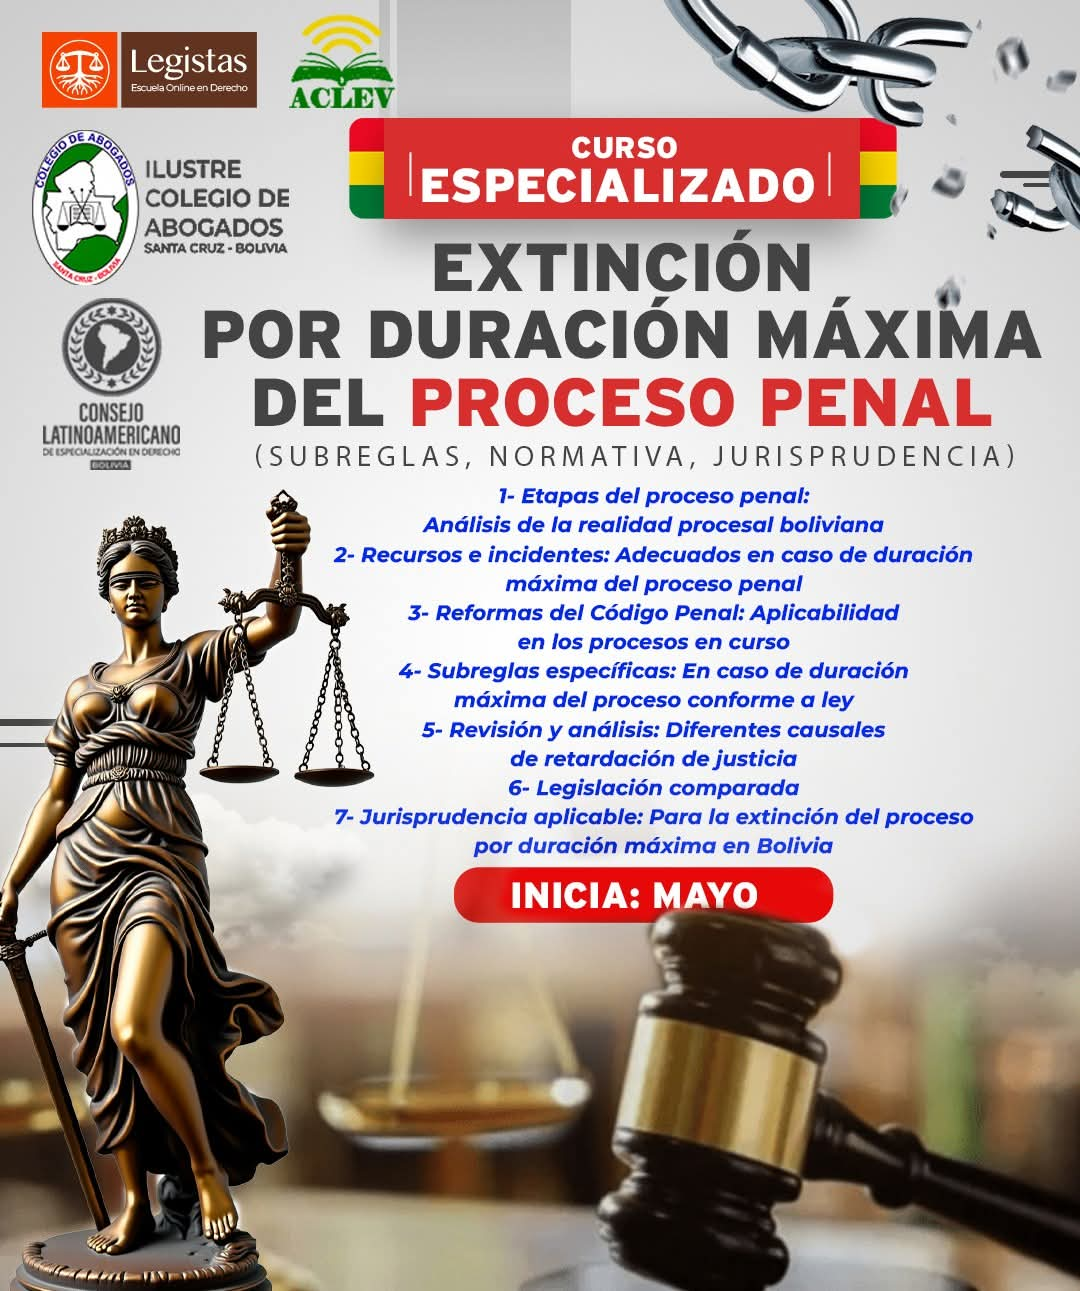 Legistas
Escuela Online en Derecho
ACLEV
COLEGIO DE ABOGADOS
SANTA CRUZ - BOLIVIA
ILUSTRE
COLEGIO DE
ABOGADOS
SANTA CRUZ - BOLIVIA
CONSEJO
LATINOAMERICANO
DE ESPECIALIZACIÓN EN DERECHO
BOLIVIA
CURSO
ESPECIALIZADO
EXTINCIÓN
POR DURACIÓN MÁXIMA
DEL PROCESO PENAL
(SUBREGLAS, NORMATIVA, JURISPRUDENCIA)
1- Etapas del proceso penal:
Análisis de la realidad procesal boliviana
2- Recursos e incidentes: Adecuados en caso de duración
máxima del proceso penal
3- Reformas del Código Penal: Aplicabilidad
en los procesos en curso
4- Subreglas específicas: En caso de duración
máxima del proceso conforme a ley
5- Revisión y análisis: Diferentes causales
de retardación de justicia
6- Legislación comparada
7- Jurisprudencia aplicable: Para la extinción del proceso
por duración máxima en Bolivia
INICIA: MAYO